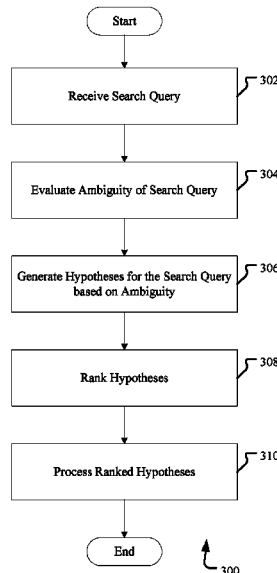 Start
302
Receive Search Query
304
Evaluate Ambiguity of Search Query
306
Generate Hypotheses for the Search Query
based on Ambiguity
308
Rank Hypotheses
310
Process Ranked Hypotheses
End
300